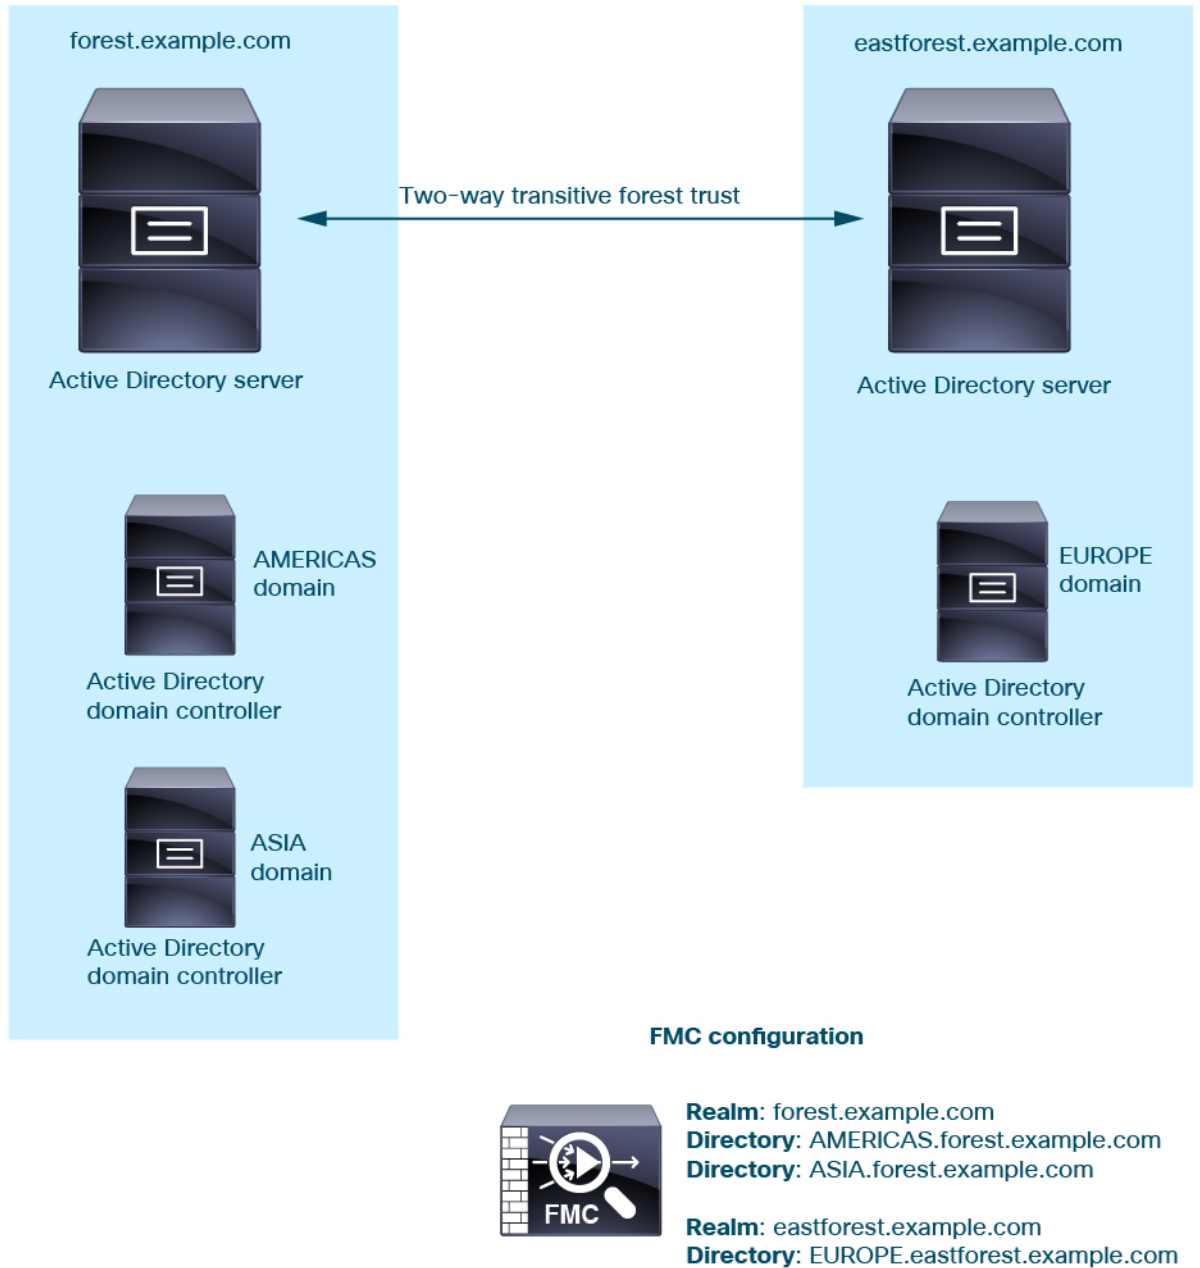 forest.example.com
eastforest.example.com
Two-way transitive forest trust
Active Directory server
Active Directory server
AMERICAS
domain
Active Directory
domain controller
EUROPE
domain
Active Directory
domain controller
ASIA
domain
Active Directory
domain controller
FMC configuration
FMC
Realm: forest.example.com
Directory: AMERICAS.forest.example.com
Directory: ASIA.forest.example.com
Realm: eastforest.example.com
Directory: EUROPE.eastforest.example.com